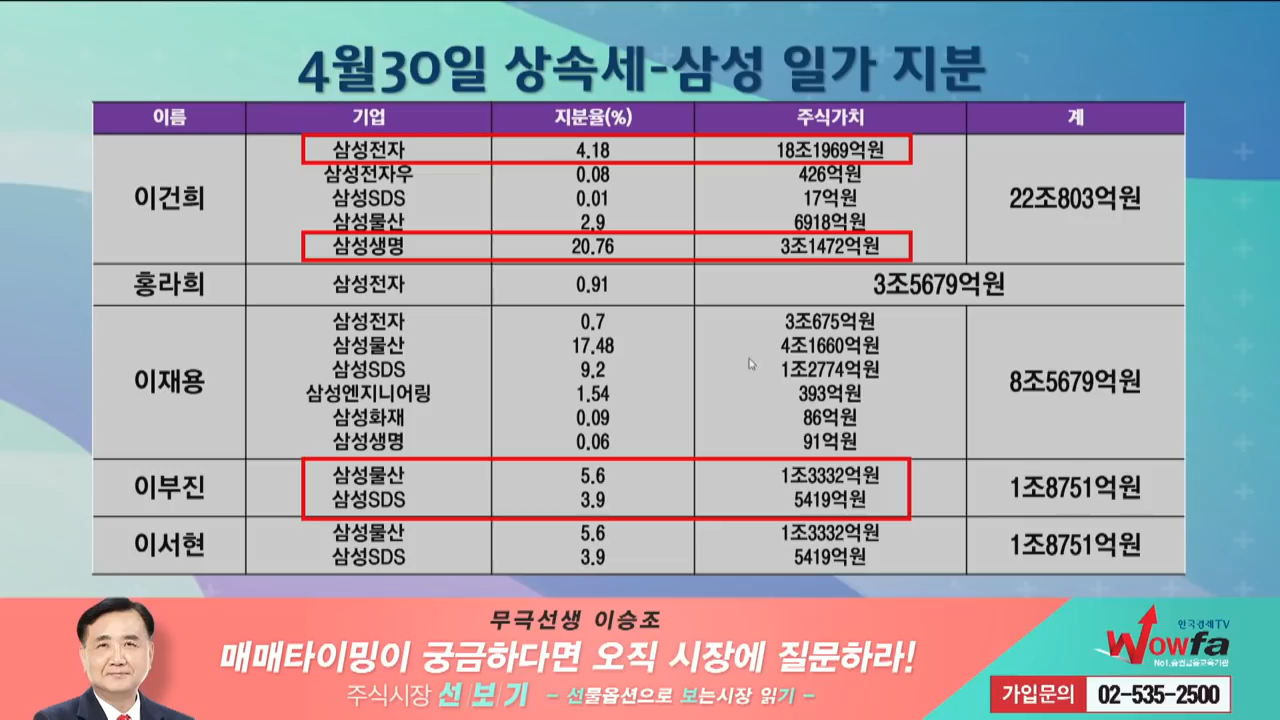 4월30일 상속세-삼성 일가 지분
이름 기업 지분율(%) 주식가치 계
이건희
삼성전자 4.18 18조1969억원
삼성전자우 0.08 426억원
삼성SDS 0.01 17억원
삼성물산 2.9 6918억원
삼성생명 20.76 3조1472억원
22조803억원
홍라희 삼성전자 0.91 3조5679억원
이재용
삼성전자 0.7 3조675억원
삼성물산 17.48 4조1660억원
삼성SDS 9.2 1조2774억원
삼성엔지니어링 1.54 393억원
삼성화재 0.09 86억원
삼성생명 0.06 91억원
8조5679억원
이부진
삼성물산 5.6 1조3332억원
삼성SDS 3.9 5419억원
1조8751억원
이서현
삼성물산 5.6 1조3332억원
삼성SDS 3.9 5419억원
1조8751억원
무극선생 이승조
매매타이밍이 궁금하다면 오직 시장에 질문하라!
주식시장 선보기 - 선물옵션으로 보는시장 읽기 -
한국경제TV
Wowfa
No1.증권금융교육기관
가입문의 02-535-2500